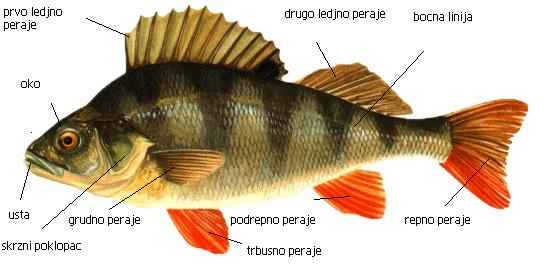 prvo ledjno
peraje
drugo ledjno peraje
bocna linija
oko
usta
grudno peraje
podrepno peraje
repno peraje
skrzni poklopac
trbusno peraje